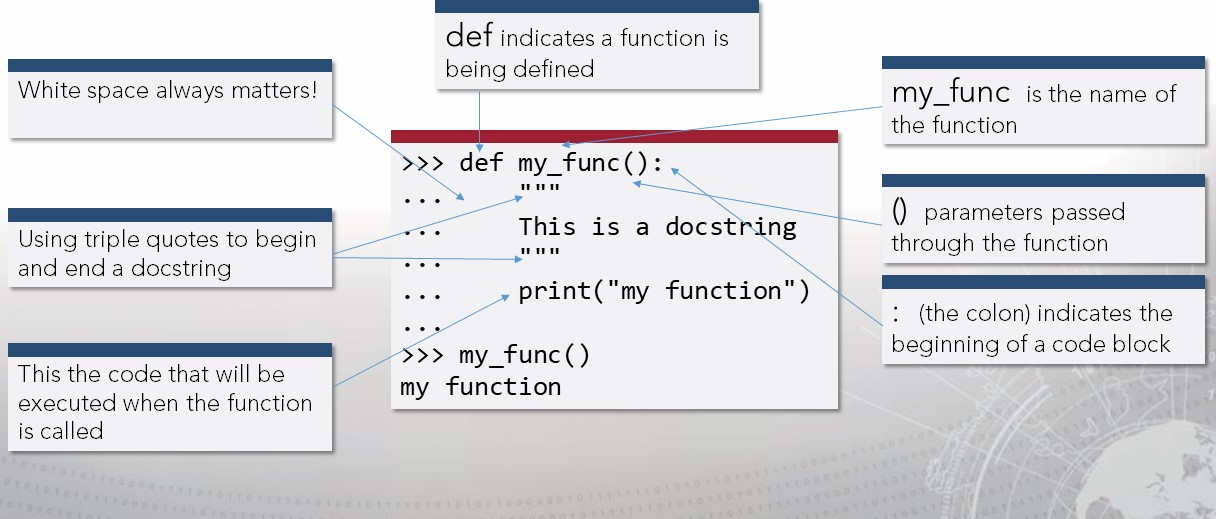 def indicates a function is
being defined
White space always matters!
my_func is the name of
the function
Using triple quotes to begin
and end a docstring
() parameters passed
through the function
This the code that will be
executed when the function
is called
: (the colon) indicates the
beginning of a code block
>>> def my_func():
...     """
...     This is a docstring
...     """
...     print("my function")
...
>>> my_func()
my function